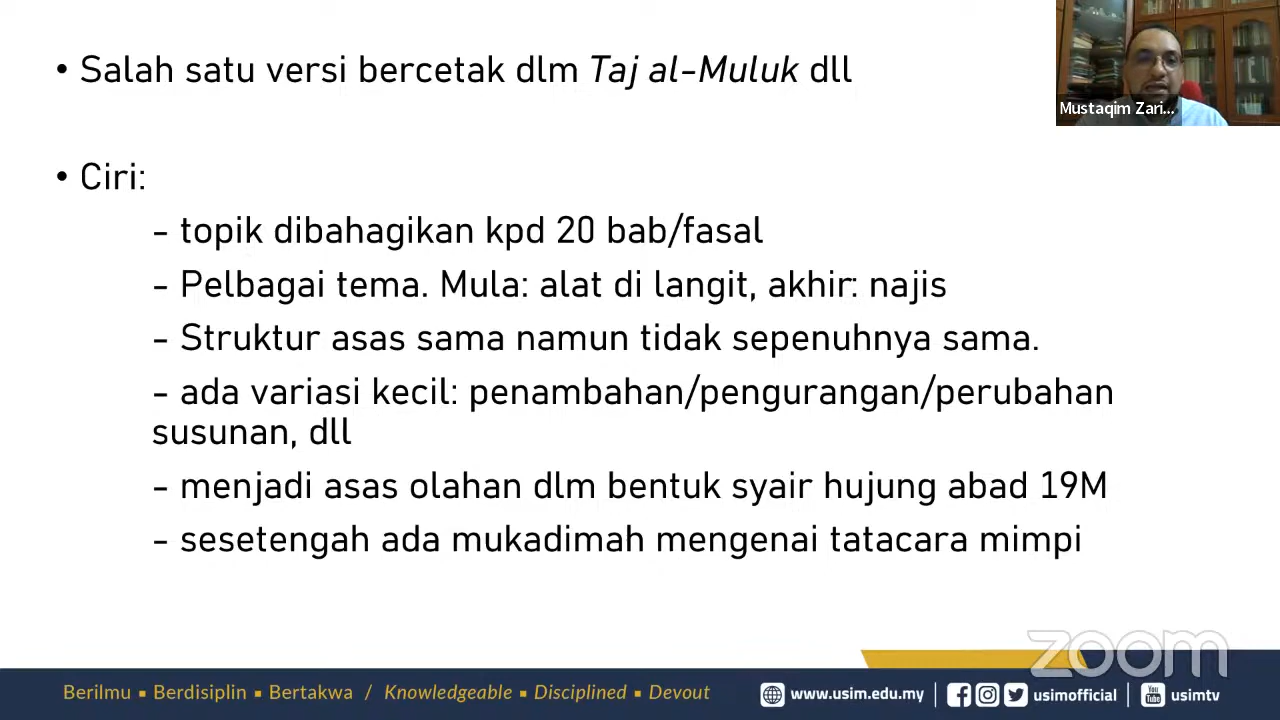 • Salah satu versi bercetak dlm Taj al-Muluk dll
Mustaqim Zari...
• Ciri:
- topik dibahagikan kpd 20 bab/fasal
- Pelbagai tema. Mula: alat di langit, akhir: najis
- Struktur asas sama namun tidak sepenuhnya sama.
- ada variasi kecil: penambahan/pengurangan/perubahan
susunan, dll
- menjadi asas olahan dlm bentuk syair hujung abad 19M
- sesetengah ada mukadimah mengenai tatacara mimpi
zoom
Berilmu ▪ Berdisiplin ▪ Bertakwa / Knowledgeable ▪ Disciplined ▪ Devout
www.usim.edu.my | usimofficial | You Tube usimtv